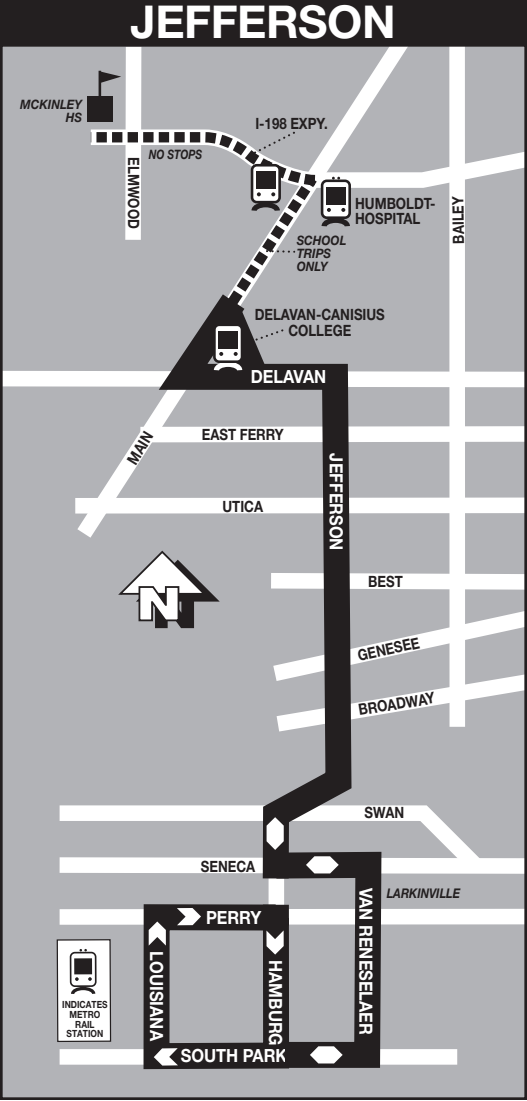 JEFFERSON
MCKINLEY
HS
I-198 EXPY.
NO STOPS
ELMWOOD
HUMBOLDT-
HOSPITAL
BAILEY
SCHOOL
TRIPS
ONLY
DELAVAN-CANISIUS
COLLEGE
DELAVAN
MAIN
EAST FERRY
JEFFERSON
UTICA
N
BEST
GENESEE
BROADWAY
SWAN
SENECA
VAN RENESELAER
LARKINVILLE
PERRY
LOUISIANA
HAMBURG
INDICATES
METRO
RAIL
STATION
SOUTH PARK